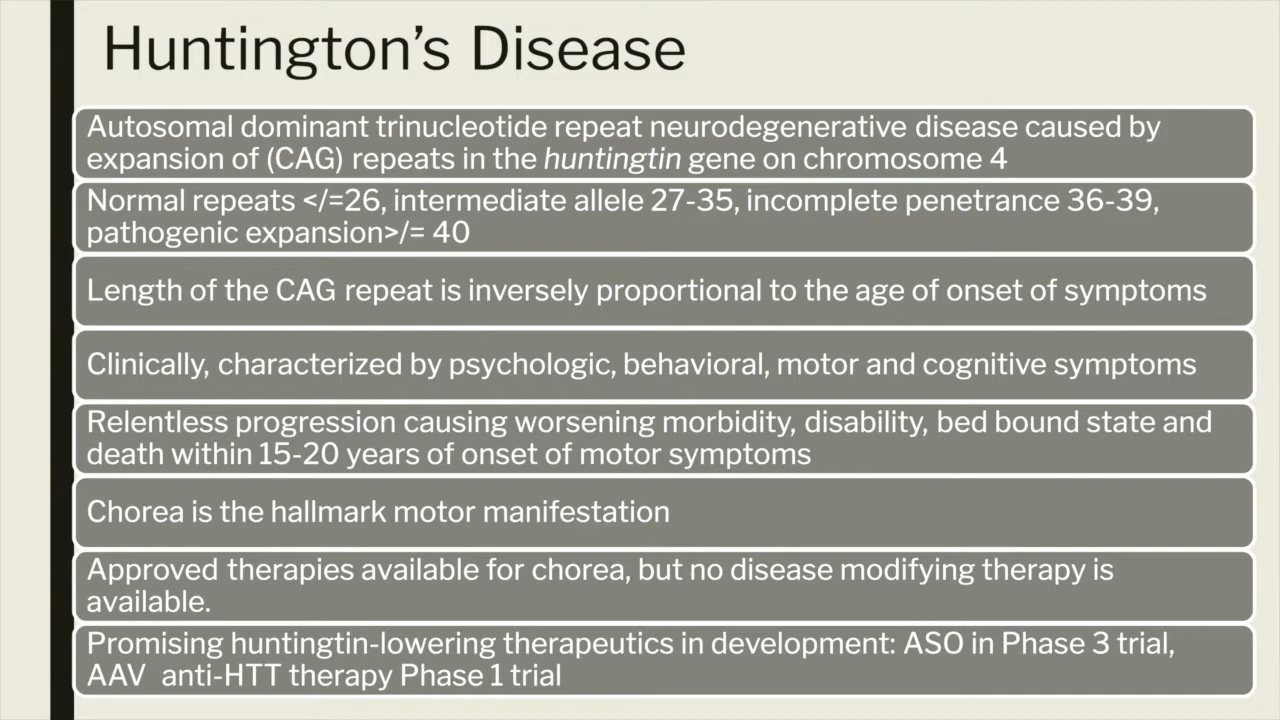 Huntington’s Disease
Autosomal dominant trinucleotide repeat neurodegenerative disease caused by
expansion of (CAG) repeats in the huntingtin gene on chromosome 4
Normal repeats </=26, intermediate allele 27-35, incomplete penetrance 36-39,
pathogenic expansion>/= 40
Length of the CAG repeat is inversely proportional to the age of onset of symptoms
Clinically, characterized by psychologic, behavioral, motor and cognitive symptoms
Relentless progression causing worsening morbidity, disability, bed bound state and
death within 15-20 years of onset of motor symptoms
Chorea is the hallmark motor manifestation
Approved therapies available for chorea, but no disease modifying therapy is
available.
Promising huntingtin-lowering therapeutics in development: ASO in Phase 3 trial,
AAV  anti-HTT therapy Phase 1 trial